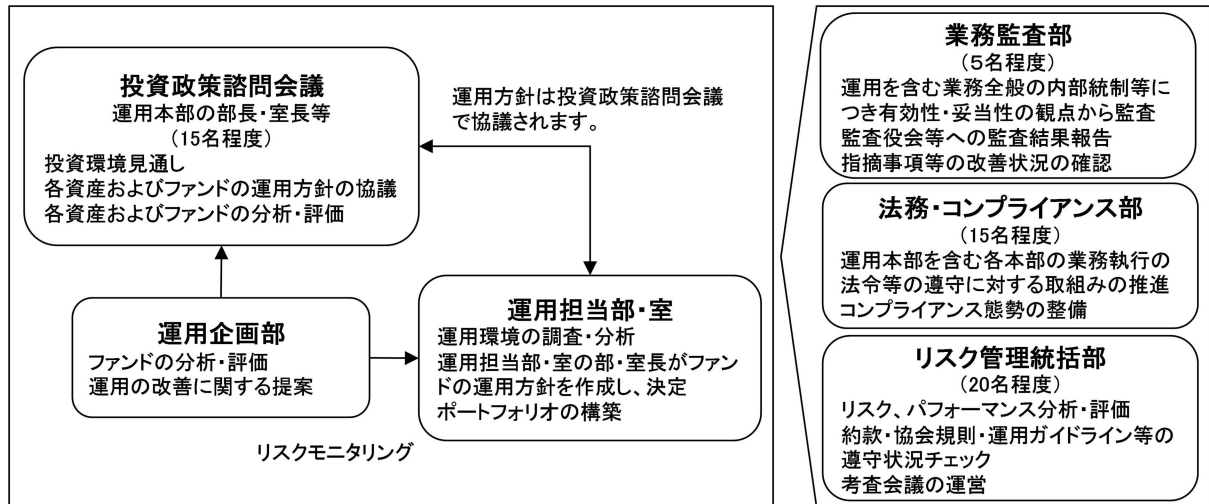 投資政策諮問会議
運用本部の部長・室長等
(15名程度)
投資環境見通し
各資産およびファンドの運用方針の協議
各資産およびファンドの分析・評価
運用方針は投資政策諮問会議
で協議されます。
運用企画部
ファンドの分析・評価
運用の改善に関する提案
運用担当部・室
運用環境の調査・分析
運用担当部・室の部・室長がファン
ドの運用方針を作成し、決定
ポートフォリオの構築
リスクモニタリング
業務監査部
(5名程度)
運用を含む業務全般の内部統制等に
つき有効性・妥当性の観点から監査
監査役会等への監査結果報告
指摘事項等の改善状況の確認
法務・コンプライアンス部
(15名程度)
運用本部を含む各本部の業務執行の
法令等の遵守に対する取組みの推進
コンプライアンス態勢の整備
リスク管理統括部
(20名程度)
リスク、パフォーマンス分析・評価
約款・協会規則・運用ガイドライン等の
遵守状況チェック
考査会議の運営